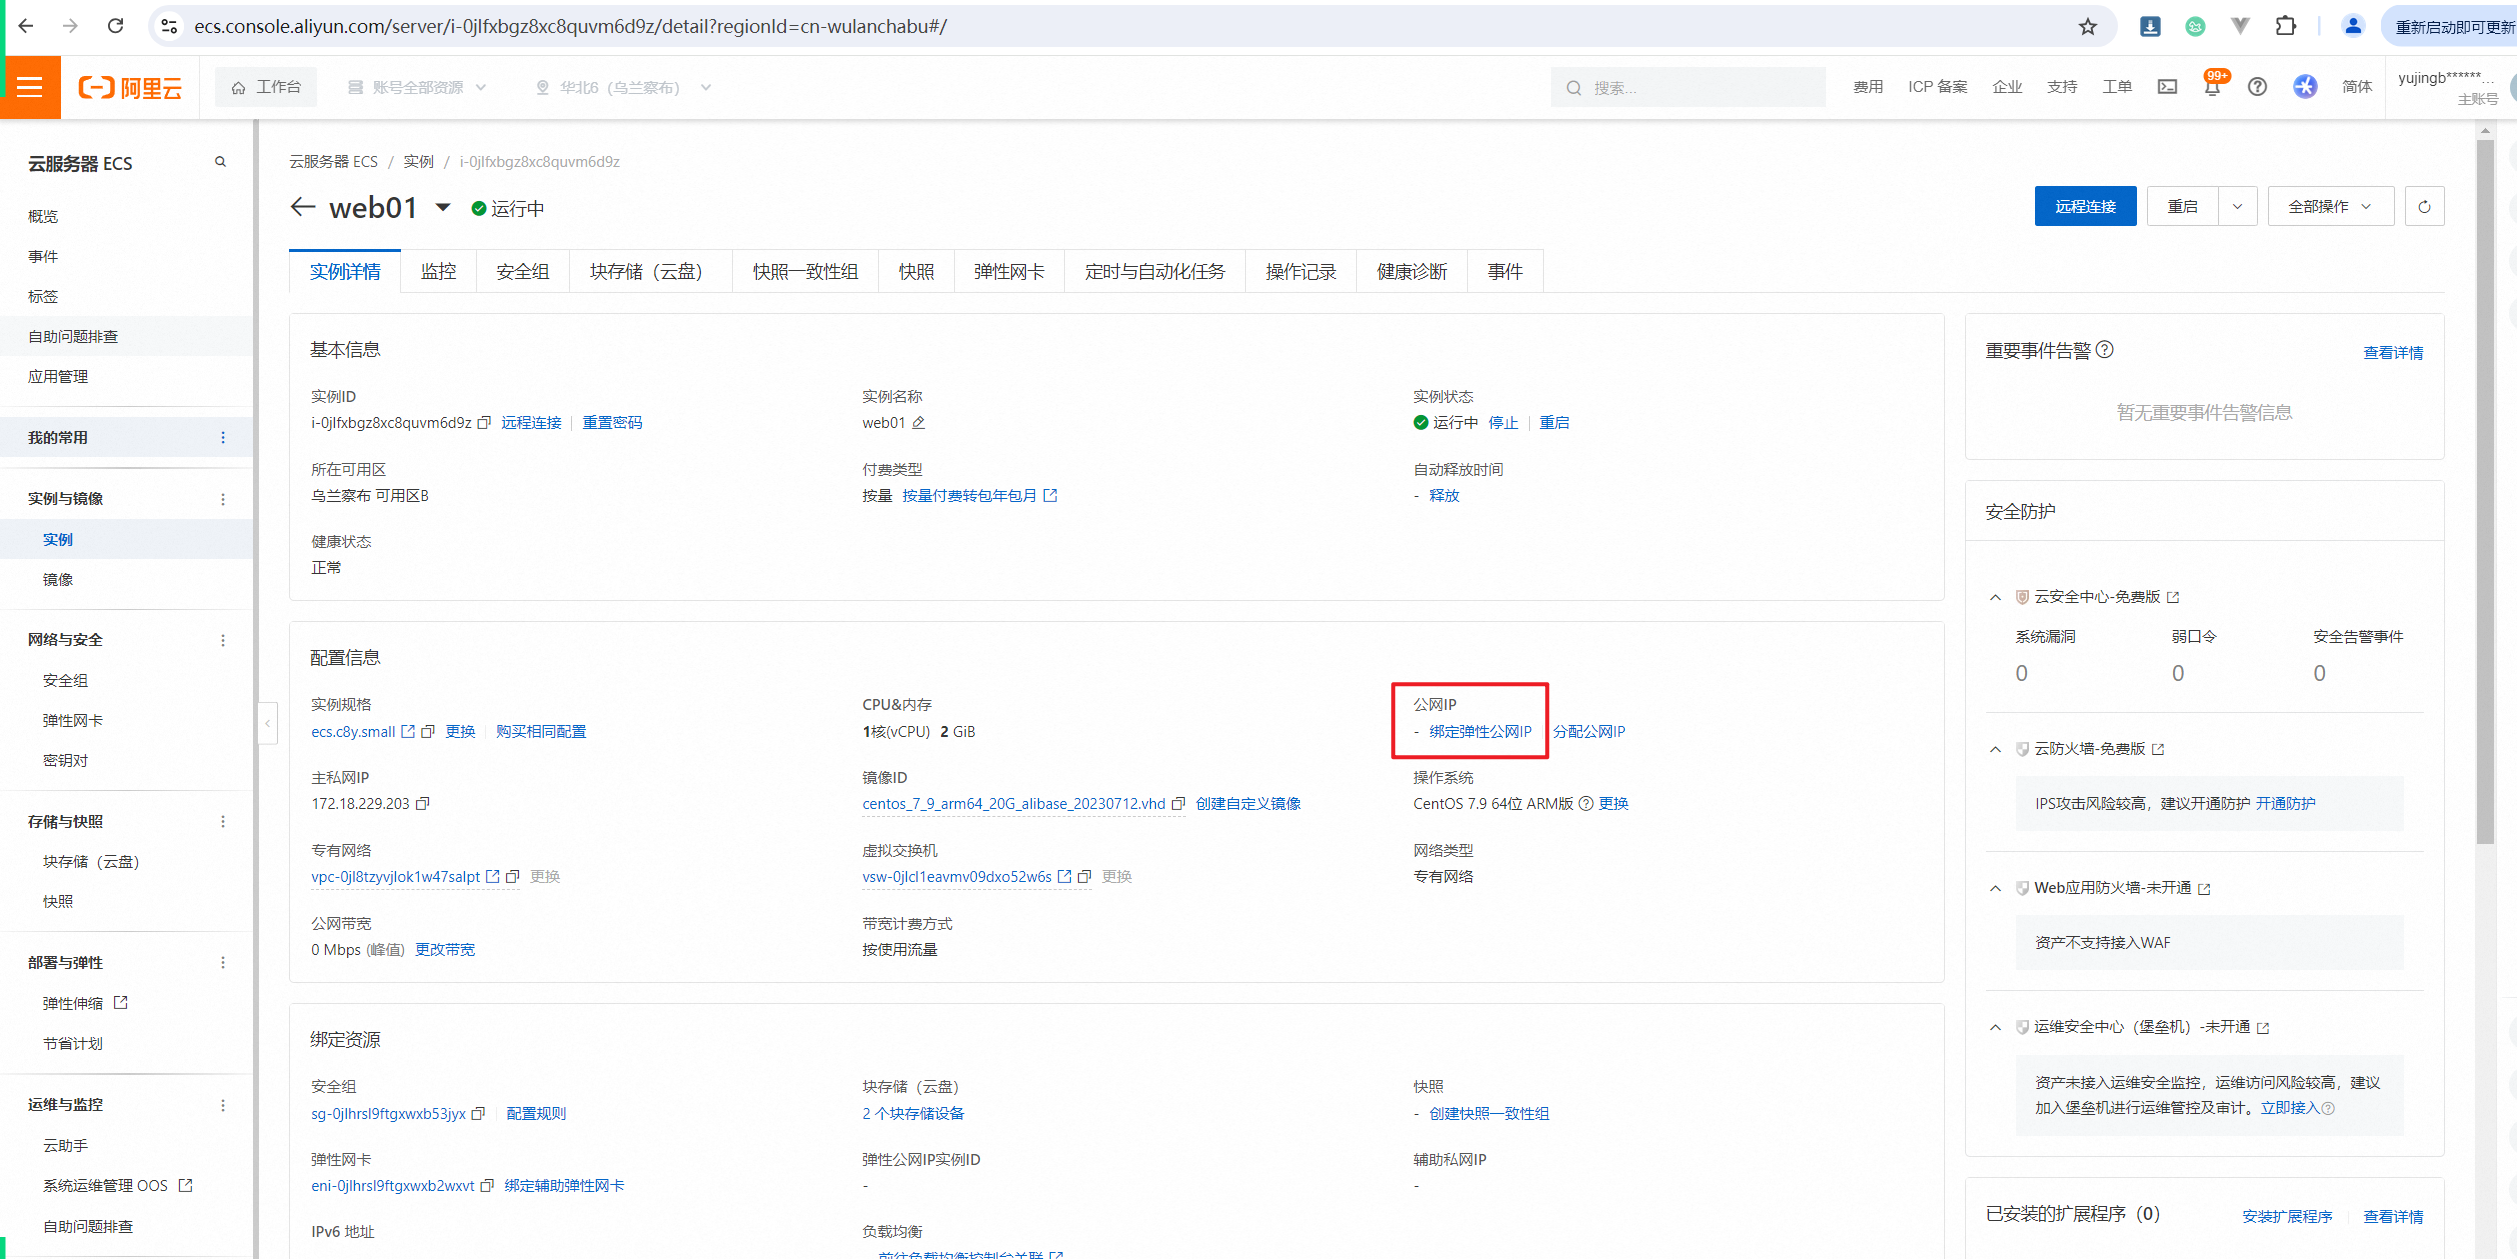 ecs.console.aliyun.com/server/i-0jlfxbgz8xc8quvm6d9z/detail?regionId=cn-wulanchabu#/
重新启动即可更新
阿里云
工作台
账号全部资源
华北6（乌兰察布）
搜索...
费用
ICP 备案
企业
支持
工单
99+
简体
yujingb******...
主账号
云服务器 ECS
概览
事件
标签
自助问题排查
应用管理
我的常用
实例与镜像
实例
镜像
网络与安全
安全组
弹性网卡
密钥对
存储与快照
块存储（云盘）
快照
部署与弹性
弹性伸缩
节省计划
运维与监控
云助手
系统运维管理 OOS
自助问题排查
云服务器 ECS / 实例 / i-0jlfxbgz8xc8quvm6d9z
web01
运行中
远程连接
重启
全部操作
实例详情
监控
安全组
块存储（云盘）
快照一致性组
快照
弹性网卡
定时与自动化任务
操作记录
健康诊断
事件
基本信息
实例ID
i-0jlfxbgz8xc8quvm6d9z 远程连接 重置密码
实例名称
web01
实例状态
运行中 停止 重启
所在可用区
乌兰察布 可用区B
付费类型
按量 按量付费转包年包月
自动释放时间
- 释放
健康状态
正常
配置信息
实例规格
ecs.c8y.small 更换 购买相同配置
CPU&内存
1核(vCPU) 2 GiB
公网IP
- 绑定弹性公网IP 分配公网IP
主私网IP
172.18.229.203
镜像ID
centos_7_9_arm64_20G_alibase_20230712.vhd 创建自定义镜像
操作系统
CentOS 7.9 64位 ARM版 更换
专有网络
vpc-0jl8tzyvjlok1w47salpt 更换
虚拟交换机
vsw-0jlcl1eavmv09dxo52w6s 更换
网络类型
专有网络
公网带宽
0 Mbps (峰值) 更改带宽
带宽计费方式
按使用流量
绑定资源
安全组
sg-0jlhrsl9ftgxwxb53jyx 配置规则
块存储（云盘）
2 个块存储设备
快照
- 创建快照一致性组
弹性网卡
eni-0jlhrsl9ftgxwxb2wxvt 绑定辅助弹性网卡
弹性公网IP实例ID
-
辅助私网IP
-
IPv6 地址
负载均衡
前往负载均衡控制台关联
重要事件告警
查看详情
暂无重要事件告警信息
安全防护
云安全中心-免费版
系统漏洞
弱口令
安全告警事件
0
0
0
云防火墙-免费版
IPS攻击风险较高，建议开通防护 开通防护
Web应用防火墙-未开通
资产不支持接入WAF
运维安全中心（堡垒机）-未开通
资产未接入运维安全监控，运维访问风险较高，建议
加入堡垒机进行运维管控及审计。立即接入
已安装的扩展程序（0）
安装扩展程序
查看详情